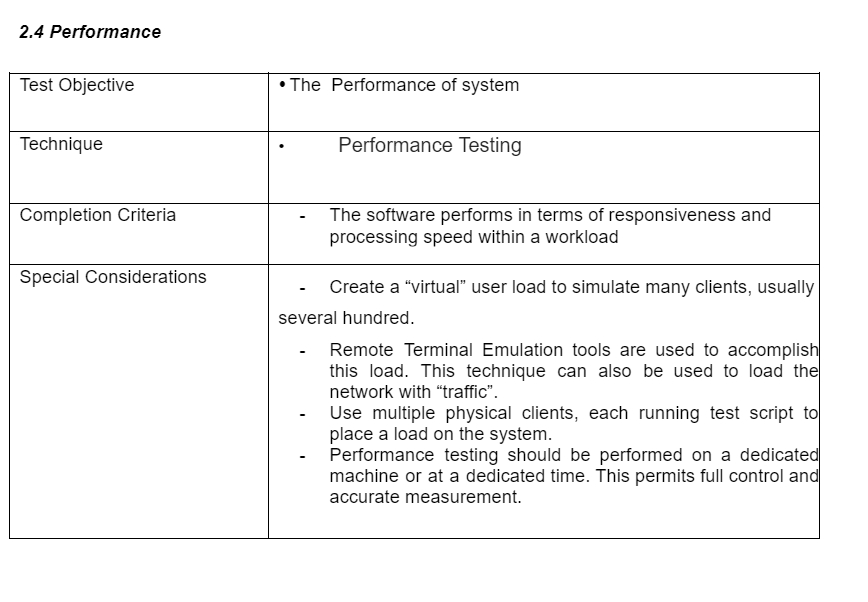 2.4 Performance
Test Objective
• The  Performance of system
Technique
• Performance Testing
Completion Criteria
- The software performs in terms of responsiveness and
processing speed within a workload
Special Considerations
- Create a “virtual” user load to simulate many clients, usually
several hundred.
- Remote Terminal Emulation tools are used to accomplish
this load. This technique can also be used to load the
network with “traffic”.
- Use multiple physical clients, each running test script to
place a load on the system.
- Performance testing should be performed on a dedicated
machine or at a dedicated time. This permits full control and
accurate measurement.